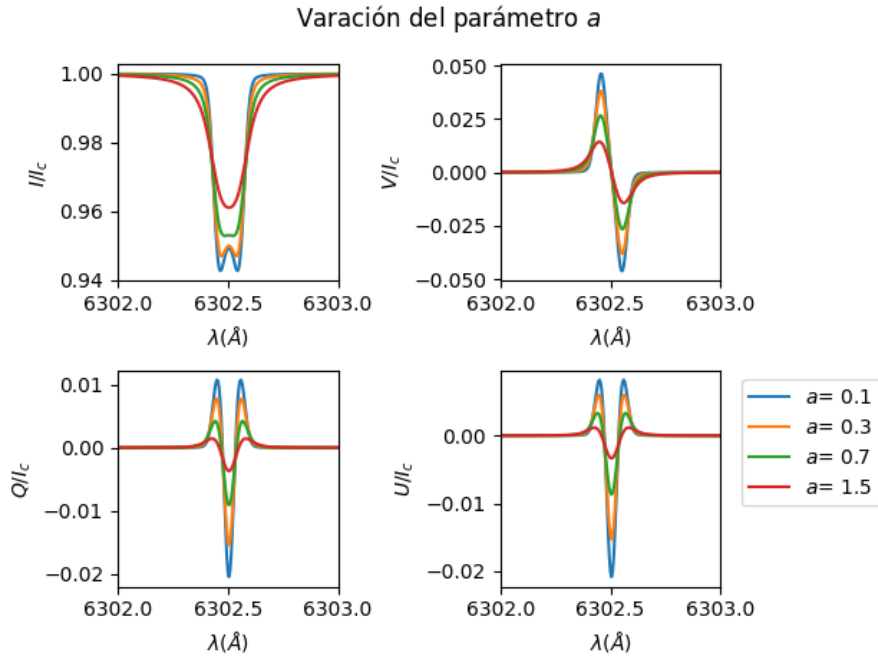 Varación del parámetro a
1.00
0.98
0.96
0.94
I/Ic
6302.0 6302.5 6303.0
λ(Å)
0.050
0.025
0.000
−0.025
−0.050
V/Ic
6302.0 6302.5 6303.0
λ(Å)
0.01
0.00
−0.01
−0.02
Q/Ic
6302.0 6302.5 6303.0
λ(Å)
0.00
−0.01
−0.02
U/Ic
6302.0 6302.5 6303.0
λ(Å)
a= 0.1
a= 0.3
a= 0.7
a= 1.5